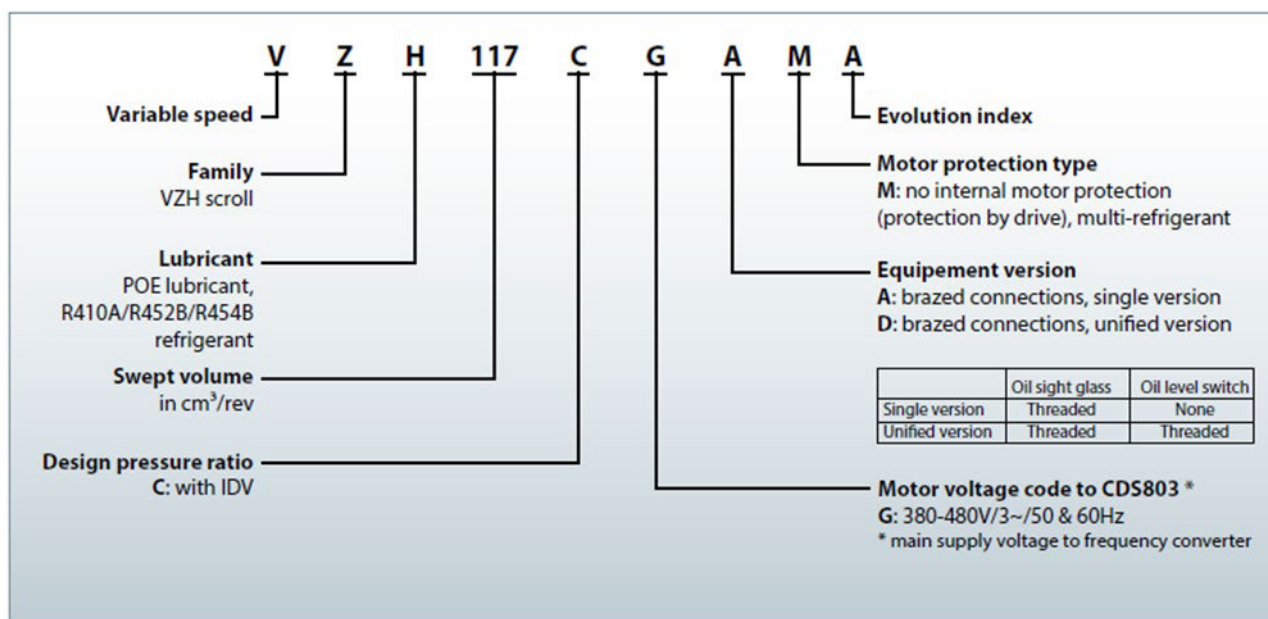 V Z H 117 C G A M A
Variable speed
Family
VZH scroll
Lubricant
POE lubricant,
R410A/R452B/R454B
refrigerant
Swept volume
in cm³/rev
Design pressure ratio
C: with IDV
Evolution index
Motor protection type
M: no internal motor protection
(protection by drive), multi-refrigerant
Equipement version
A: brazed connections, single version
D: brazed connections, unified version
Oil sight glass Oil level switch
Single version Threaded None
Unified version Threaded Threaded
Motor voltage code to CDS803 *
G: 380-480V/3~/50 & 60Hz
* main supply voltage to frequency converter